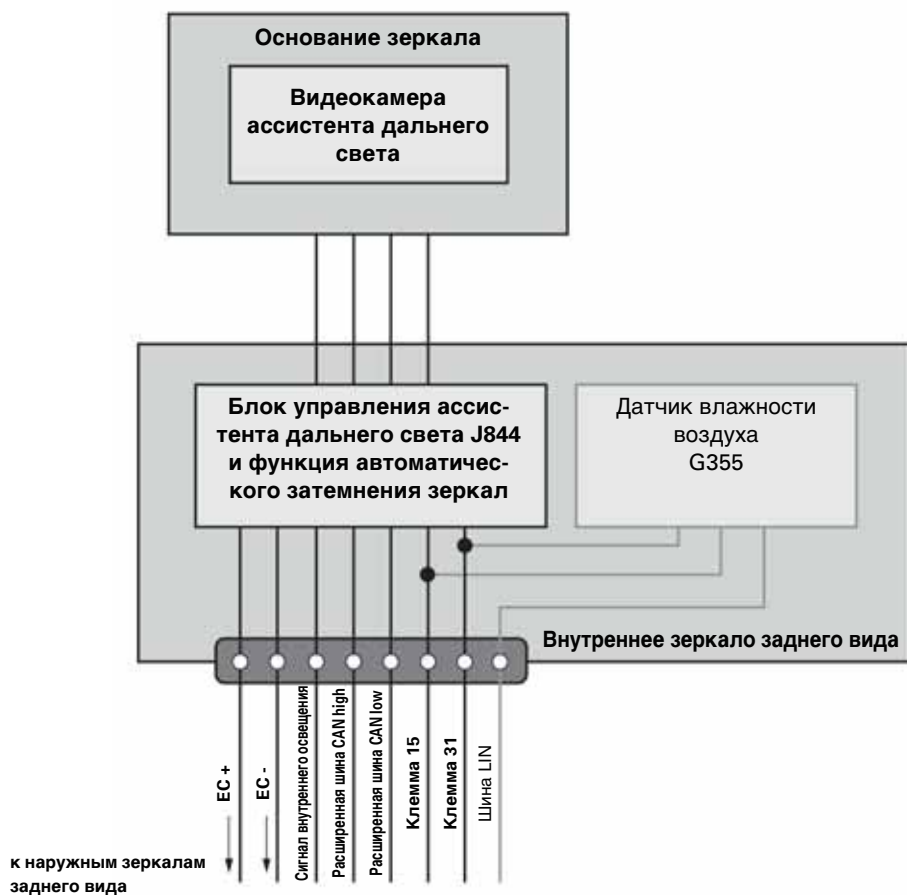 Основание зеркала
Видеокамера
ассистента дальнего
света
Блок управления ассис-
тента дальнего света J844
и функция автоматичес-
кого затемнения зеркал
Датчик влажности
воздуха
G355
Внутреннее зеркало заднего вида
EC +
EC -
Сигнал внутреннего освещения
Расширенная шина CAN high
Расширенная шина CAN low
Клемма 15
Клемма 31
Шина LIN
к наружным зеркалам
заднего вида